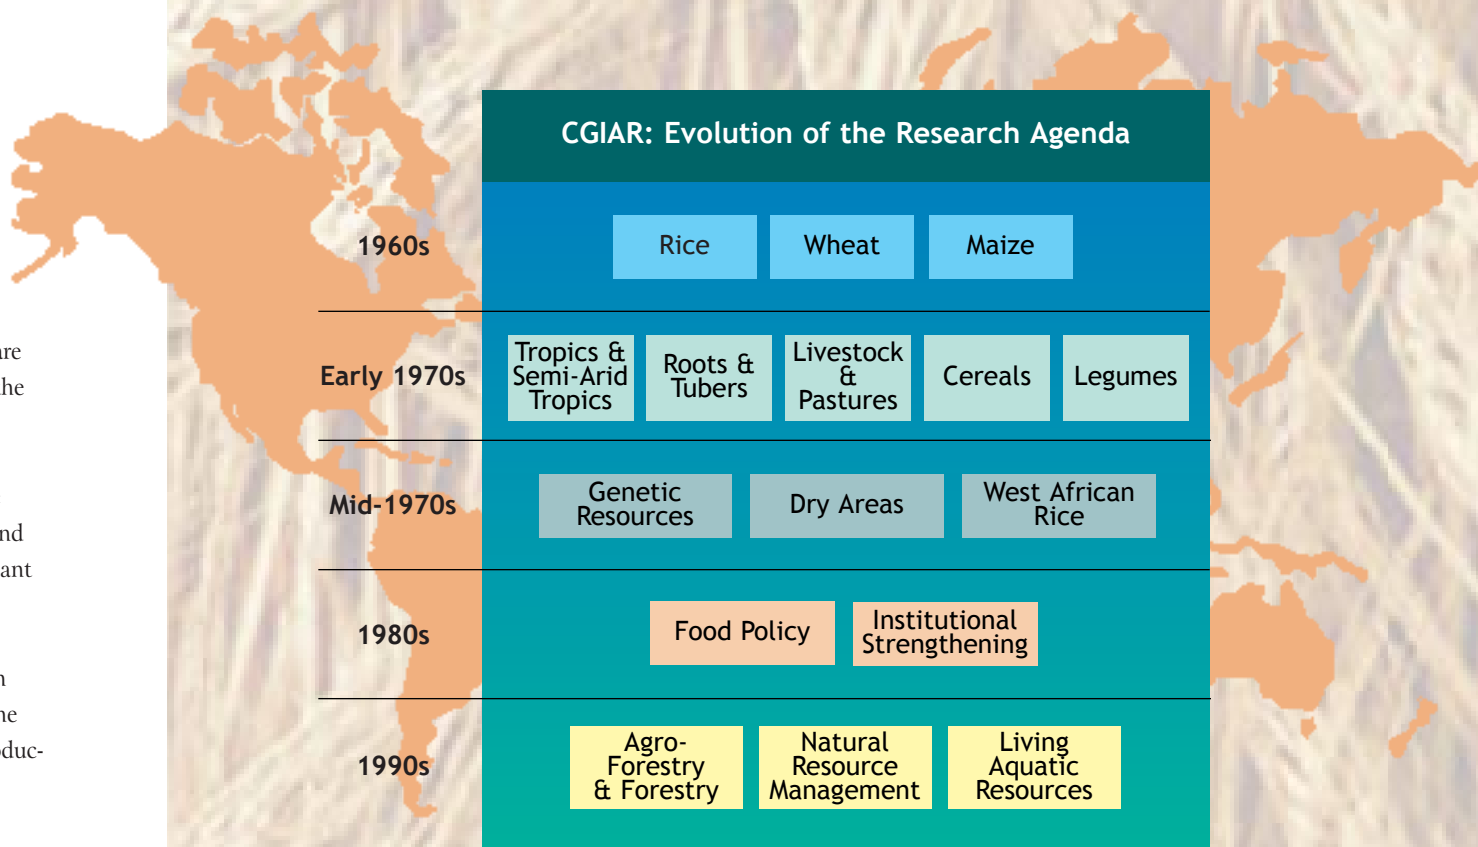 CGIAR: Evolution of the Research Agenda
1960s
Rice
Wheat
Maize
Early 1970s
Tropics &
Semi-Arid
Tropics
Roots &
Tubers
Livestock
&
Pastures
Cereals
Legumes
Mid-1970s
Genetic
Resources
Dry Areas
West African
Rice
1980s
Food Policy
Institutional
Strengthening
1990s
Agro-
Forestry
& Forestry
Natural
Resource
Management
Living
Aquatic
Resources